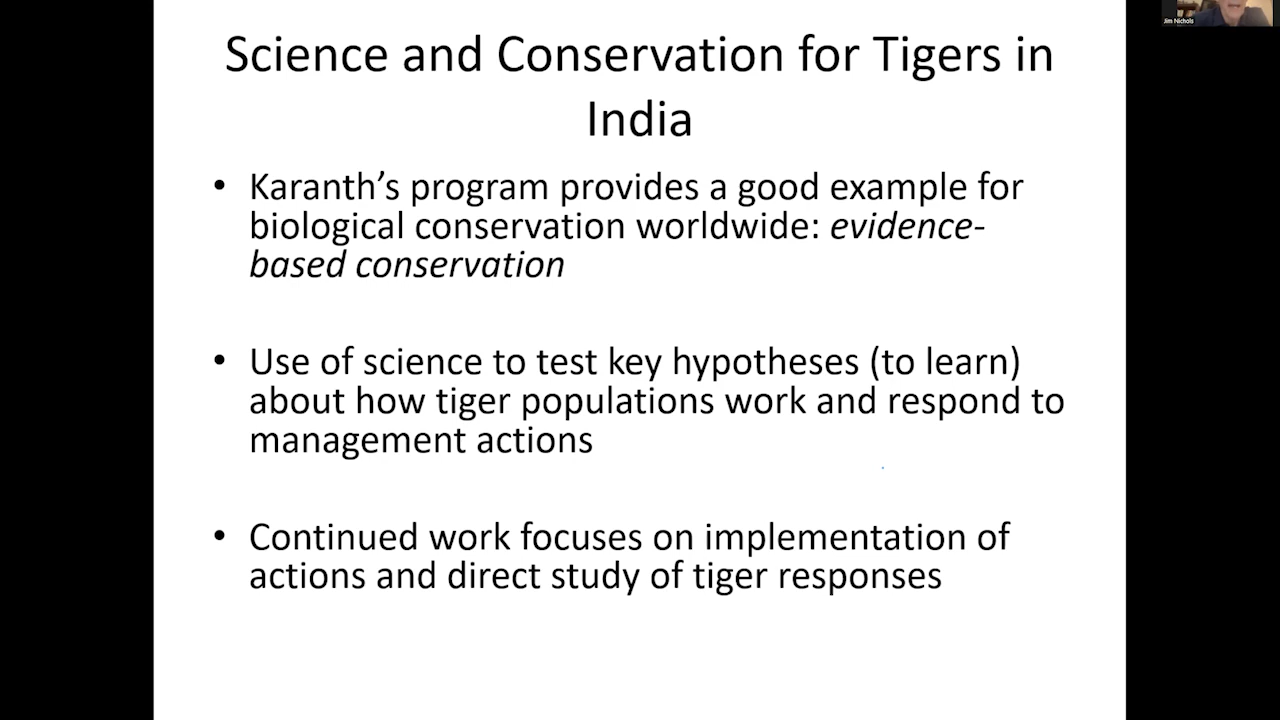 Jim Nichols
Science and Conservation for Tigers in
India
• Karanth's program provides a good example for
biological conservation worldwide: evidence-
based conservation
• Use of science to test key hypotheses (to learn)
about how tiger populations work and respond to
management actions
• Continued work focuses on implementation of
actions and direct study of tiger responses